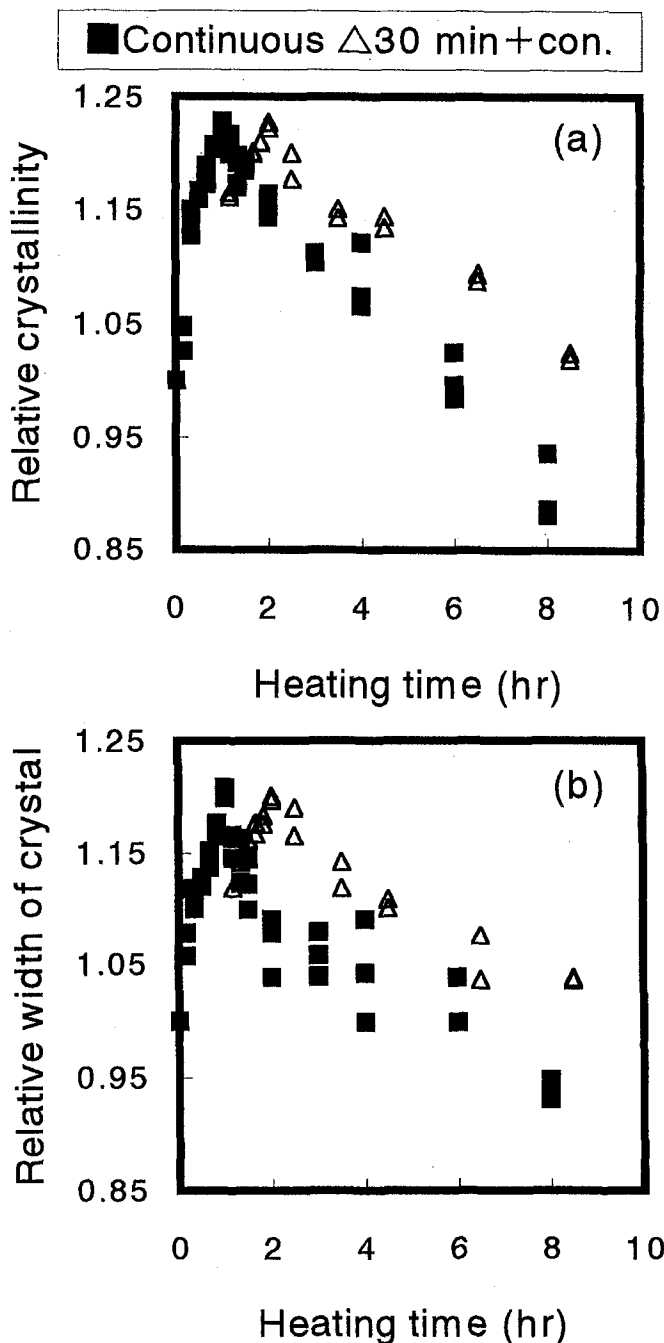 ■Continuous △30 min+con.
1.25
(a)
1.15
1.05
0.95
0.85
Relative crystallinity
0 2 4 6 8 10
Heating time (hr)
1.25
(b)
1.15
1.05
0.95
0.85
Relative width of crystal
0 2 4 6 8 10
Heating time (hr)